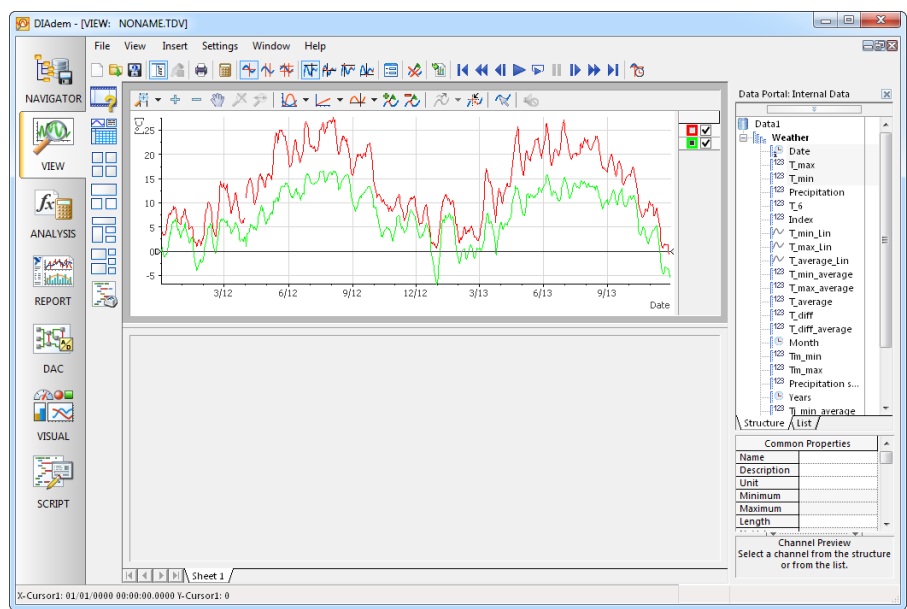 DIAdem - [VIEW: NONAME.TDV]
File View Insert Settings Window Help
NAVIGATOR
VIEW
ANALYSIS
REPORT
DAC
VISUAL
SCRIPT
25
20
15
10
5
0
-5
3/12 6/12 9/12 12/12 3/13 6/13 9/13
Date
Sheet 1
Data Portal: Internal Data
Data1
Weather
Date
T_max
T_min
Precipitation
T_6
Index
T_min_Lin
T_max_Lin
T_average_Lin
T_min_average
T_max_average
T_average
T_diff
T_diff_average
Month
Tm_min
Tm_max
Precipitation s...
Years
Tj_min_average
Structure List
Common Properties
Name
Description
Unit
Minimum
Maximum
Length
Channel Preview
Select a channel from the structure
or from the list.
X-Cursor1: 01/01/0000 00:00:00.0000 Y-Cursor1: 0